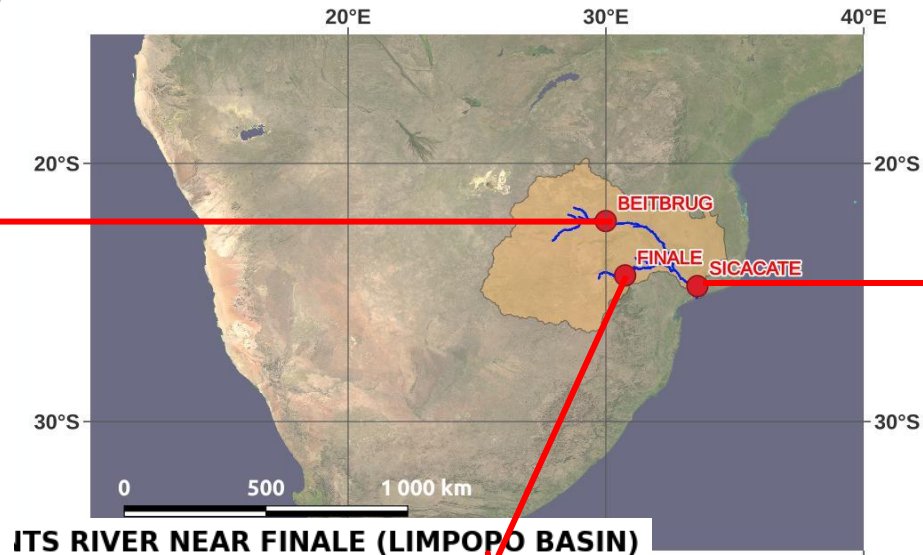 20°E 30°E 40°E
20°S 20°S
BEITBRUG
FINALE
SICACATE
30°S 30°S
0 500 1 000 km
NTS RIVER NEAR FINALE (LIMPOPO BASIN)